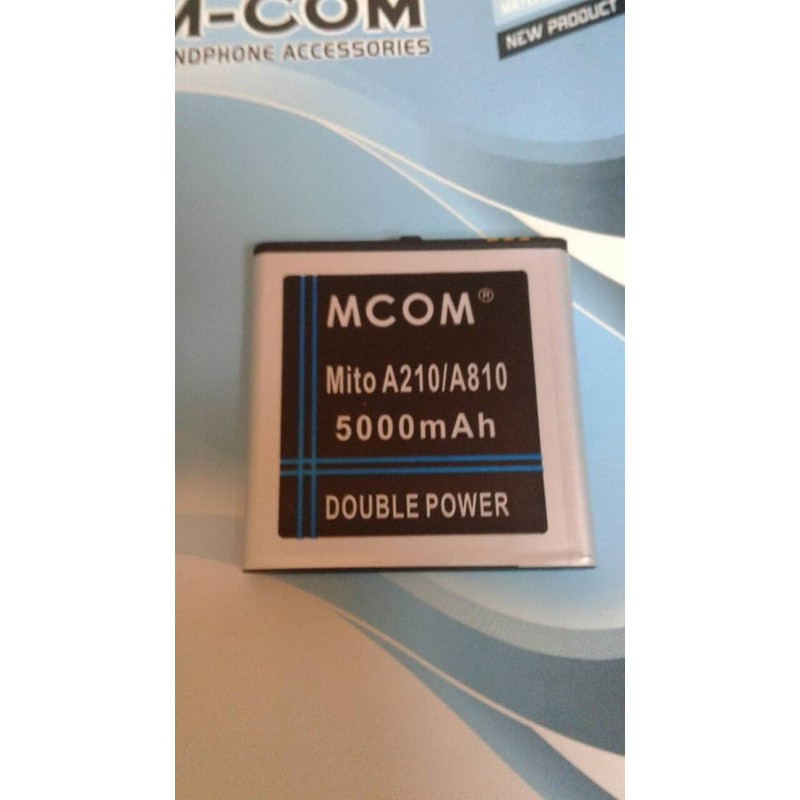 M-COM
NDPHONE ACCESSORIES
NEW PRODUCT
MCOM®
Mito A210/A810
5000mAh
DOUBLE POWER